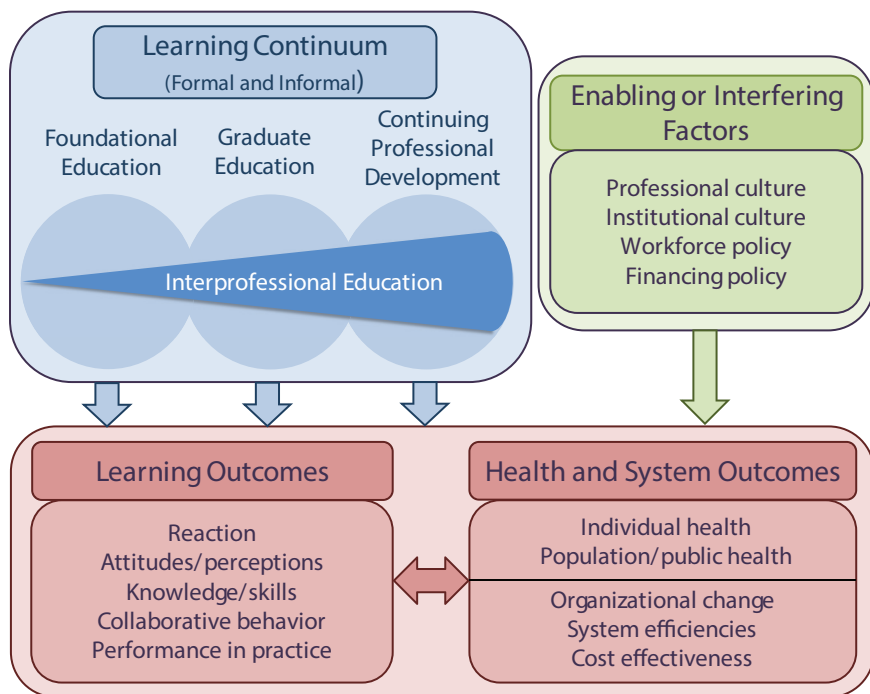 Learning Continuum
(Formal and Informal)
Foundational
Education
Graduate
Education
Continuing
Professional
Development
Interprofessional Education
Enabling or Interfering
Factors
Professional culture
Institutional culture
Workforce policy
Financing policy
Learning Outcomes
Reaction
Attitudes/perceptions
Knowledge/skills
Collaborative behavior
Performance in practice
Health and System Outcomes
Individual health
Population/public health
Organizational change
System efficiencies
Cost effectiveness